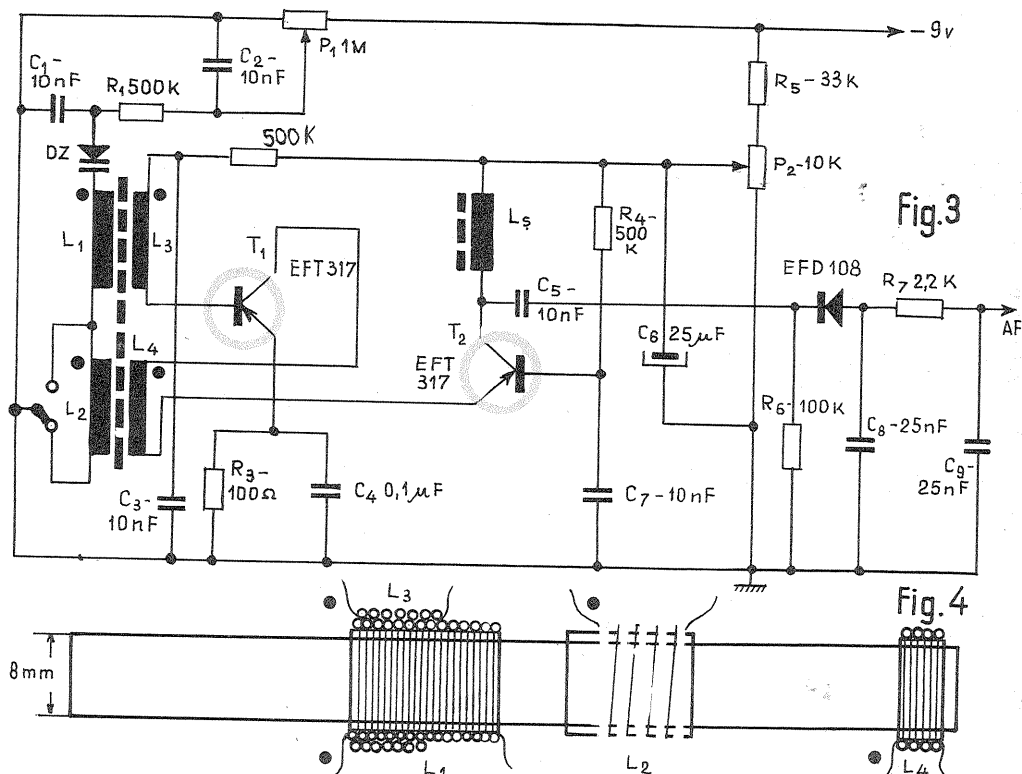 P₁ 1M
– 9v
C₁-
10nF
R₁ 500K
C₂-
10nF
R₅-33K
DZ
500K
P₂-10K
Fig.3
L₁
L₃
T₁
EFT317
L₅
R₄-
500
K
C₅-
10nF
EFD 108
R₇ 2,2 K
AF
T₂
EFT
317
C₆ 25µF
L₄
L₂
R₃-
100Ω
C₄ 0,1µF
C₃-
10nF
C₇-10nF
R₆-100K
C₈-25nF
C₉-
25nF
Fig. 4
L₃
8mm
L₁
L₂
L₄